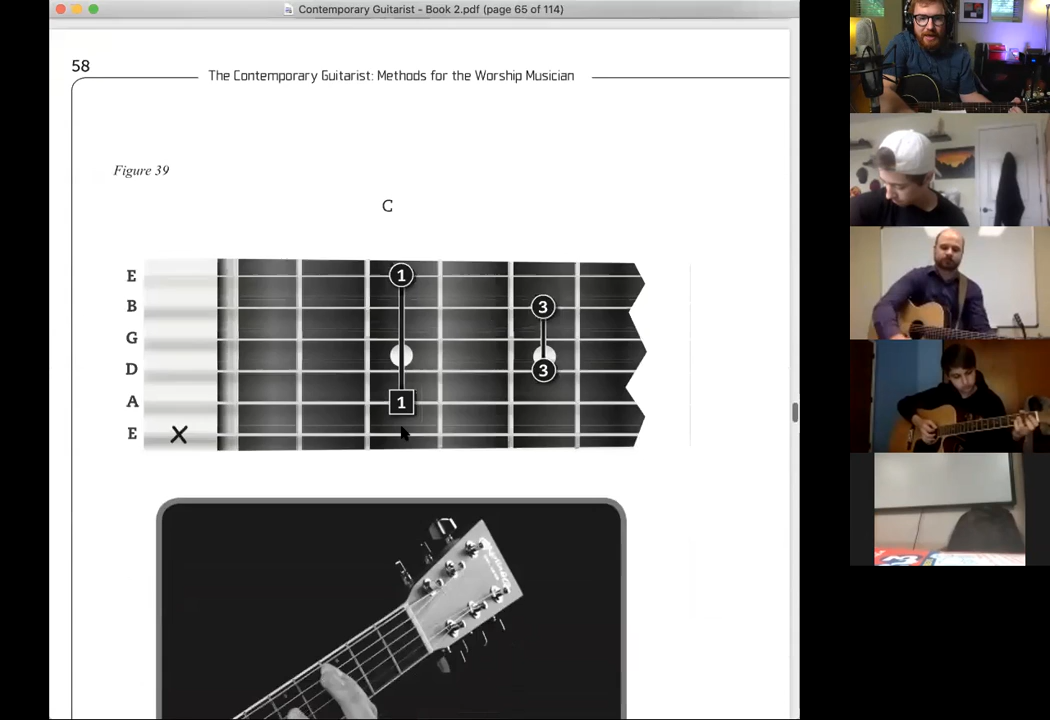 Contemporary Guitarist - Book 2.pdf (page 65 of 114)
58
The Contemporary Guitarist: Methods for the Worship Musician
Figure 39
C
E
1
B
3
G
D
3
A
1
E
X